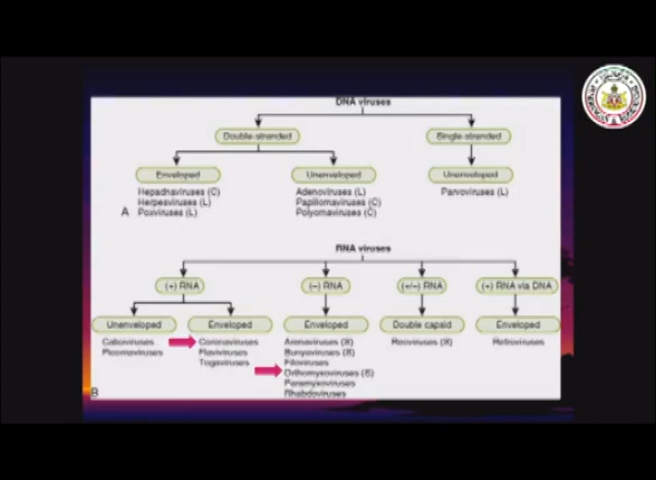 DNA viruses
Double-stranded
Single-stranded
Enveloped
Unenveloped
Unenveloped
Hepadnaviruses (C)
Herpesviruses (L)
Poxviruses (L)
Adenoviruses (L)
Papillomaviruses (C)
Polyomaviruses (C)
Parvoviruses (L)
A
RNA viruses
(+) RNA
(−) RNA
(+/−) RNA
(+) RNA via DNA
Unenveloped
Enveloped
Enveloped
Double capsid
Enveloped
Caliciviruses
Picornaviruses
Coronaviruses
Flaviviruses
Togaviruses
Arenaviruses (S)
Bunyaviruses (S)
Filoviruses
Orthomyxoviruses (S)
Paramyxoviruses
Rhabdoviruses
Reoviruses (S)
Retroviruses
B